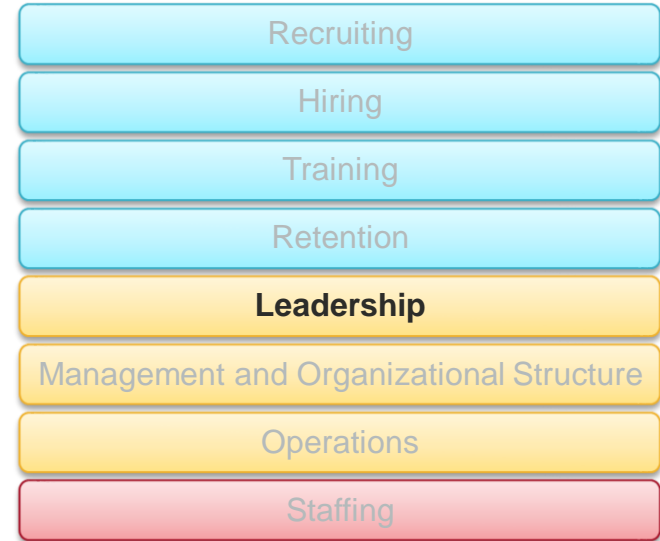 Recruiting
Hiring
Training
Retention
Leadership
Management and Organizational Structure
Operations
Staffing